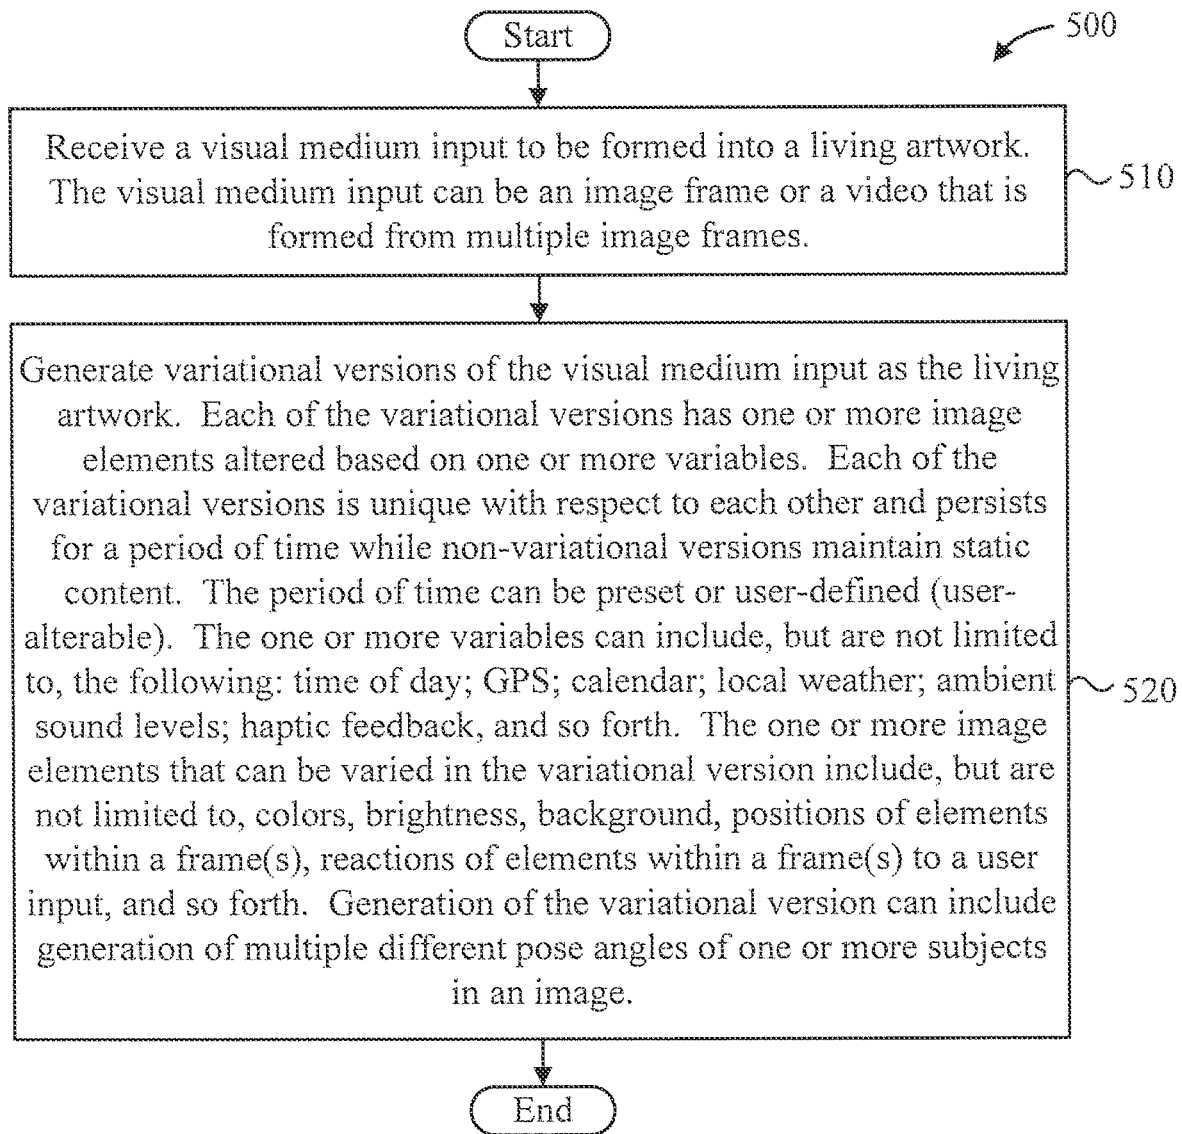 Start
500
Receive a visual medium input to be formed into a living artwork.
The visual medium input can be an image frame or a video that is
formed from multiple image frames.
510
Generate variational versions of the visual medium input as the living
artwork. Each of the variational versions has one or more image
elements altered based on one or more variables. Each of the
variational versions is unique with respect to each other and persists
for a period of time while non-variational versions maintain static
content. The period of time can be preset or user-defined (user-
alterable). The one or more variables can include, but are not limited
to, the following: time of day; GPS; calendar; local weather; ambient
sound levels; haptic feedback, and so forth. The one or more image
elements that can be varied in the variational version include, but are
not limited to, colors, brightness, background, positions of elements
within a frame(s), reactions of elements within a frame(s) to a user
input, and so forth. Generation of the variational version can include
generation of multiple different pose angles of one or more subjects
in an image.
520
End